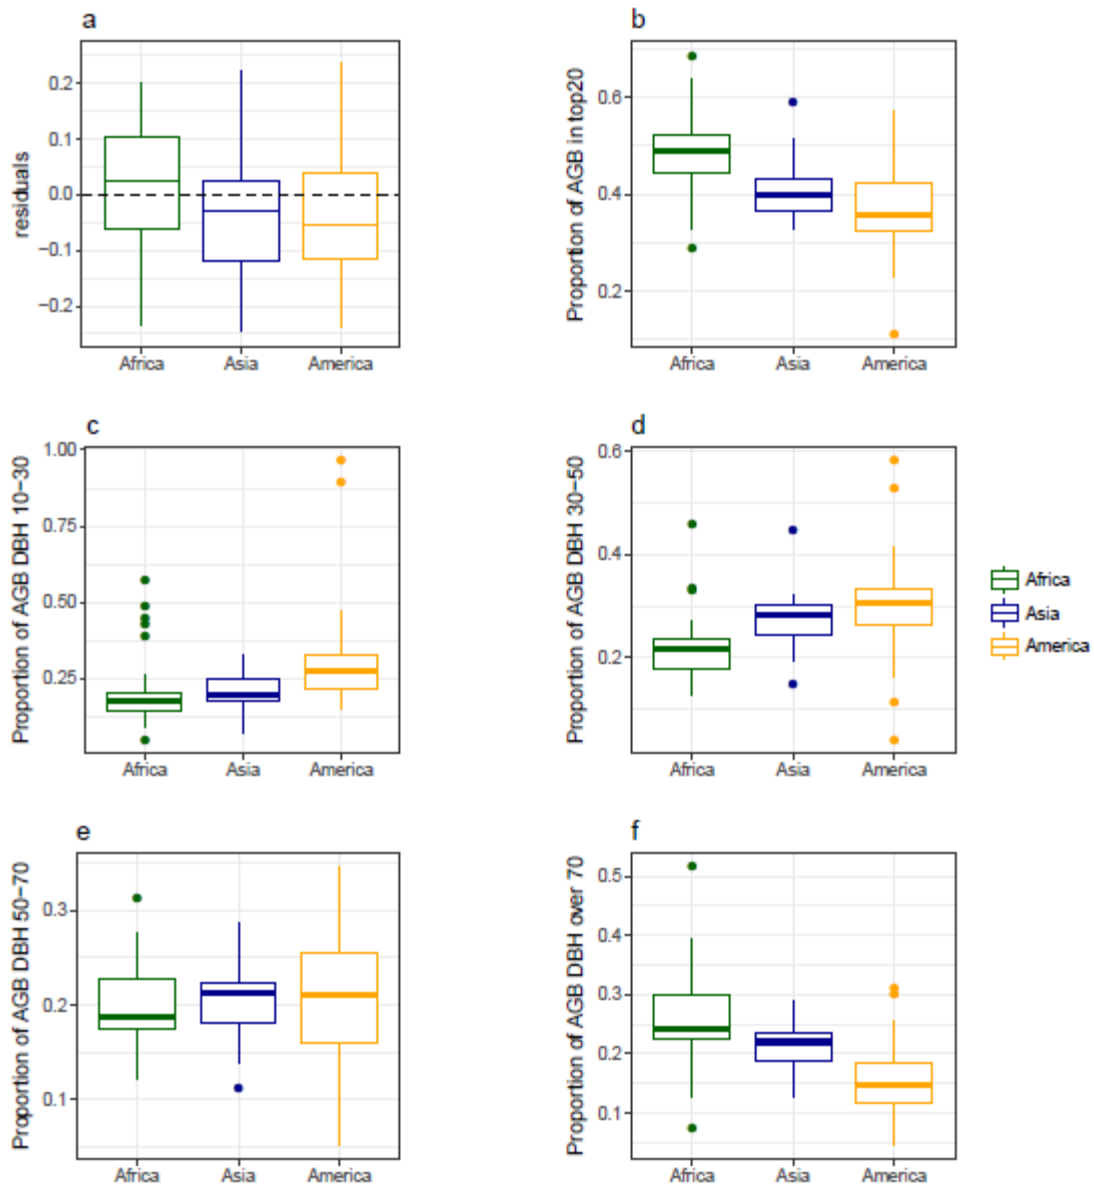 a
residuals
0.2
0.1
0.0
−0.1
−0.2
Africa Asia America
b
Proportion of AGB in top20
0.6
0.4
0.2
Africa Asia America
c
Proportion of AGB DBH 10−30
1.00
0.75
0.50
0.25
Africa Asia America
d
Proportion of AGB DBH 30−50
0.6
0.4
0.2
Africa Asia America
Africa
Asia
America
e
Proportion of AGB DBH 50−70
0.3
0.2
0.1
Africa Asia America
f
Proportion of AGB DBH over 70
0.5
0.4
0.3
0.2
0.1
Africa Asia America